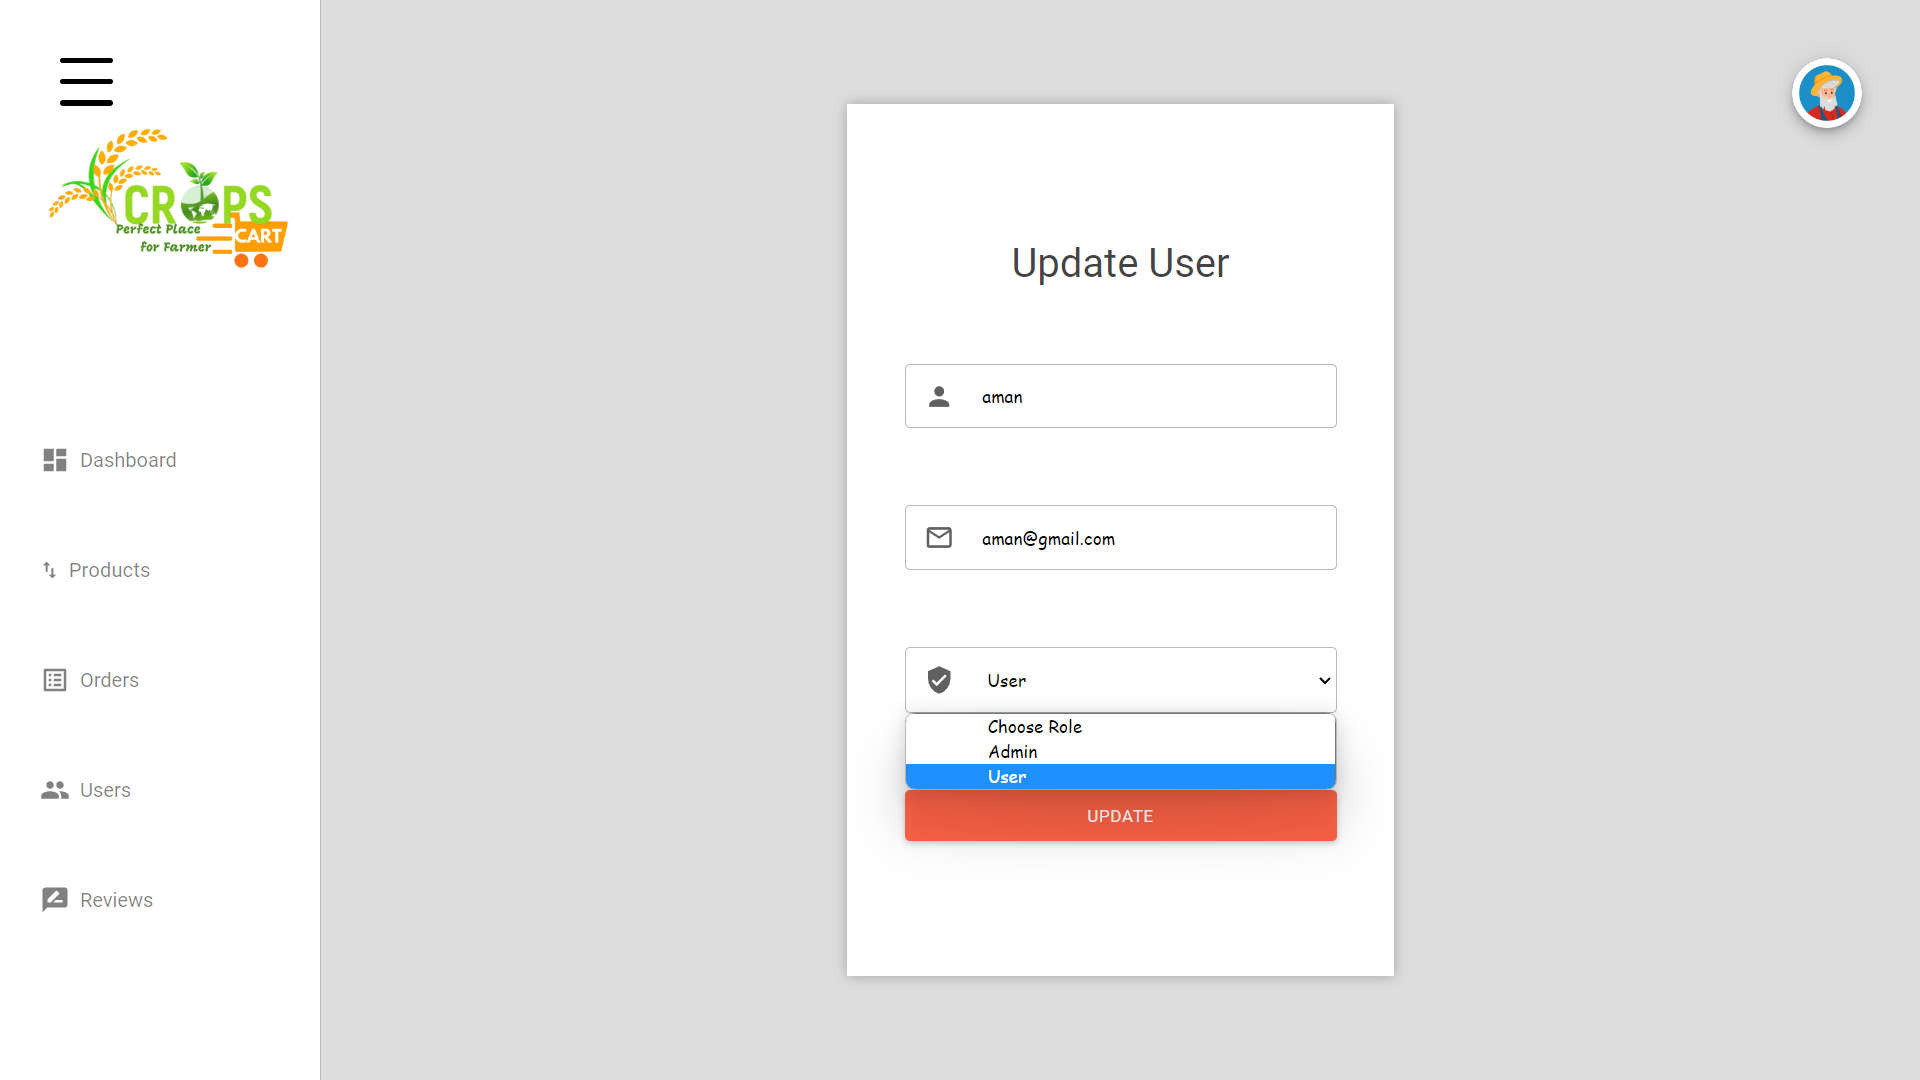 CROPS
Perfect Place
for Farmer
CART
Dashboard
Products
Orders
Users
Reviews
Update User
aman
aman@gmail.com
User
Choose Role
Admin
User
UPDATE